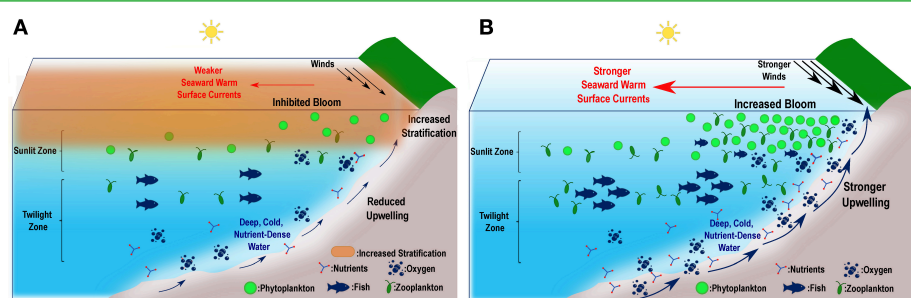 A
Winds
Weaker
Seaward Warm
Surface Currents
Inhibited Bloom
Increased
Stratification
Sunlit Zone
Twilight
Zone
Reduced
Upwelling
Deep, Cold,
Nutrient-Dense
Water
:Increased Stratification
:Nutrients
:Oxygen
:Phytoplankton
:Fish
:Zooplankton
B
Stronger
Winds
Stronger
Seaward Warm
Surface Currents
Increased Bloom
Sunlit Zone
Twilight
Zone
Stronger
Upwelling
Deep, Cold,
Nutrient-Dense
Water
:Nutrients
:Oxygen
:Phytoplankton
:Fish
:Zooplankton